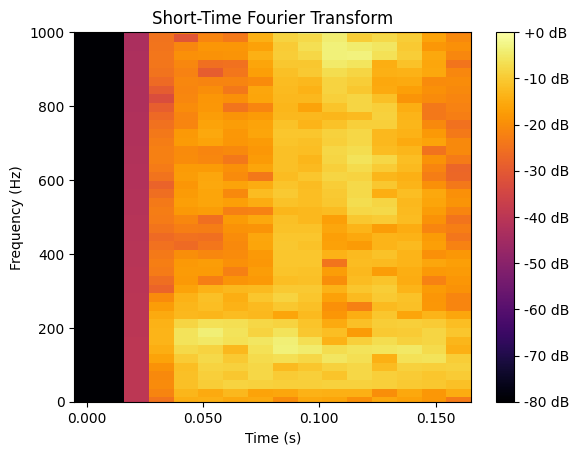 Short-Time Fourier Transform
1000
800
600
400
200
0
Frequency (Hz)
0.000
0.050
0.100
0.150
Time (s)
+0 dB
-10 dB
-20 dB
-30 dB
-40 dB
-50 dB
-60 dB
-70 dB
-80 dB